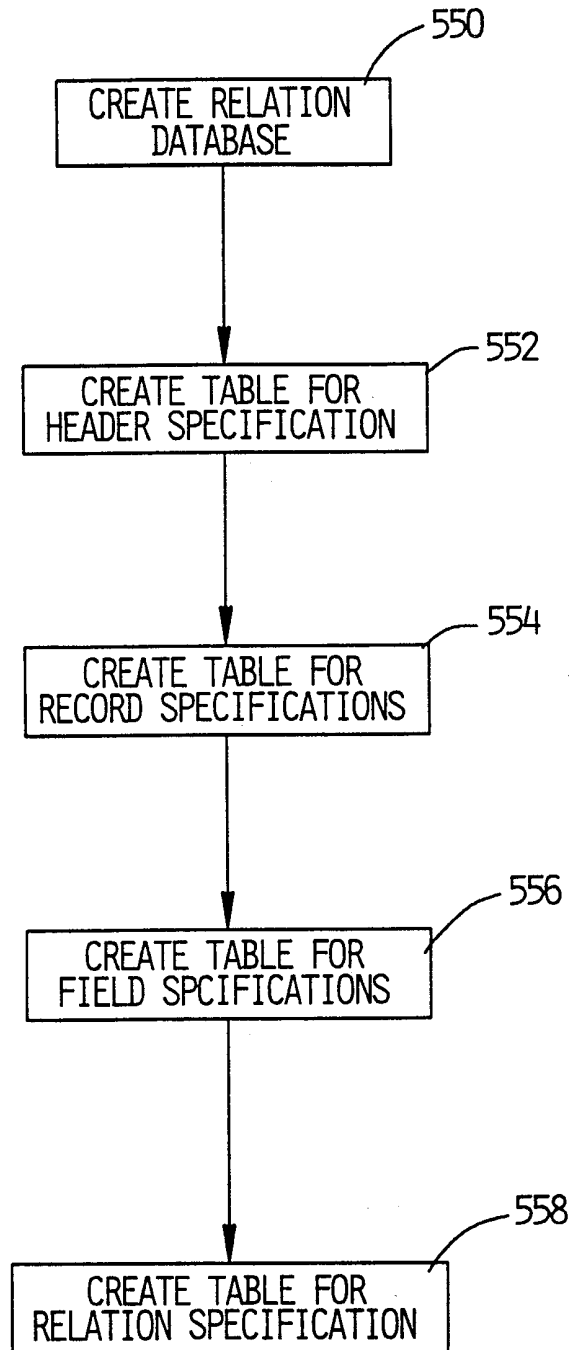 550
CREATE RELATION
DATABASE
552
CREATE TABLE FOR
HEADER SPECIFICATION
554
CREATE TABLE FOR
RECORD SPECIFICATIONS
556
CREATE TABLE FOR
FIELD SPCIFICATIONS
558
CREATE TABLE FOR
RELATION SPECIFICATION